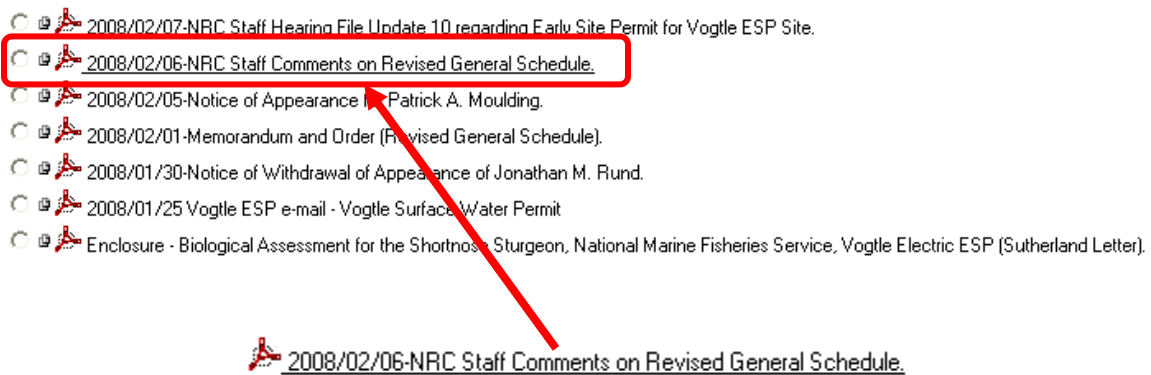 2008/02/07-NRC Staff Hearing File Update 10 regarding Early Site Permit for Vogtle ESP Site.
2008/02/06-NRC Staff Comments on Revised General Schedule.
2008/02/05-Notice of Appearance Patrick A. Moulding.
2008/02/01-Memorandum and Order (Revised General Schedule).
2008/01/30-Notice of Withdrawal of Appearance of Jonathan M. Rund.
2008/01/25 Vogtle ESP e-mail - Vogtle Surface Water Permit
Enclosure - Biological Assessment for the Shortnose Sturgeon, National Marine Fisheries Service, Vogtle Electric ESP (Sutherland Letter).
2008/02/06-NRC Staff Comments on Revised General Schedule.